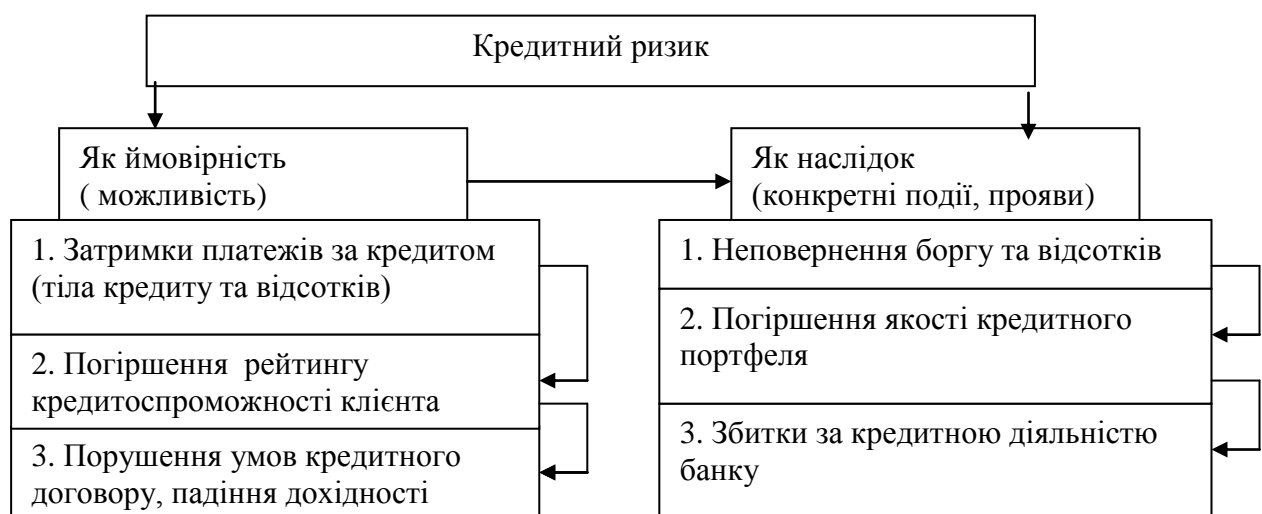 Кредитний ризик
Як ймовірність
( можливість)
Як наслідок
(конкретні події, прояви)
1. Затримки платежів за кредитом
(тіла кредиту та відсотків)
2. Погіршення рейтингу
кредитоспроможності клієнта
3. Порушення умов кредитного
договору, падіння дохідності
1. Неповернення боргу та відсотків
2. Погіршення якості кредитного
портфеля
3. Збитки за кредитною діяльністю
банку